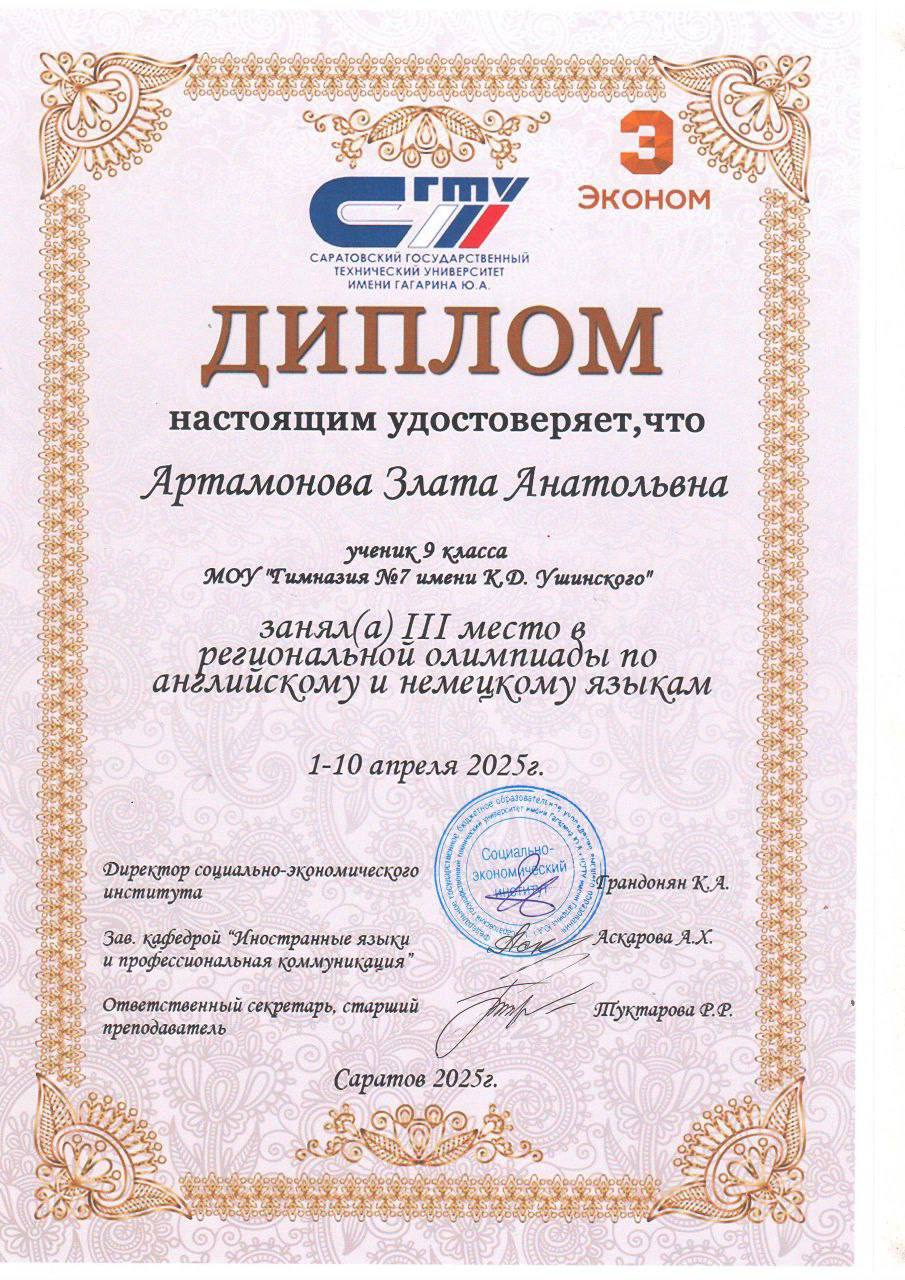 СГТУ
САРАТОВСКИЙ ГОСУДАРСТВЕННЫЙ
ТЕХНИЧЕСКИЙ УНИВЕРСИТЕТ
ИМЕНИ ГАГАРИНА Ю.А.
Э
ЭКОНОМ
ДИПЛОМ
настоящим удостоверяет,что
Артамонова Злата Анатольвна
ученик 9 класса
МОУ "Гимназия №7 имени К.Д. Ушинского"
занял(а) III место в
региональной олимпиады по
английскому и немецкому языкам
1-10 апреля 2025г.
Социально-
экономический
институт
Директор социально-экономического
института
Грандонян К.А.
Зав. кафедрой "Иностранные языки
и профессиональная коммуникация"
Аскарова А.Х.
Ответственный секретарь, старший
преподаватель
Туктарова Р.Р.
Саратов 2025г.